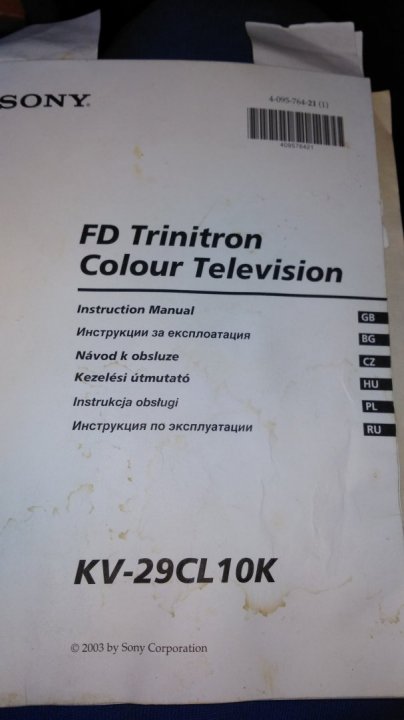 SONY®
4-095-764-21 (1)
409576421
FD Trinitron
Colour Television
Instruction Manual
GB
Инструкции за експлоатация
BG
Návod k obsluze
CZ
Kezelési útmutató
HU
Instrukcja obsługi
PL
Инструкция по эксплуатации
RU
KV-29CL10K
© 2003 by Sony Corporation